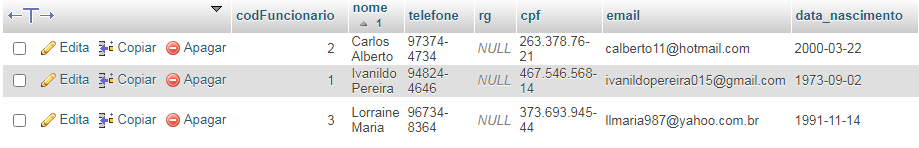 codFuncionario nome 1 telefone rg cpf email data_nascimento
Edita Copiar Apagar 2 Carlos Alberto 97374-4734 NULL 263.378.76-21 calberto11@hotmail.com 2000-03-22
Edita Copiar Apagar 1 Ivanildo Pereira 94824-4646 NULL 467.546.568-14 ivanildopereira015@gmail.com 1973-09-02
Edita Copiar Apagar 3 Lorraine Maria 96734-8364 NULL 373.693.945-44 llmaria987@yahoo.com.br 1991-11-14